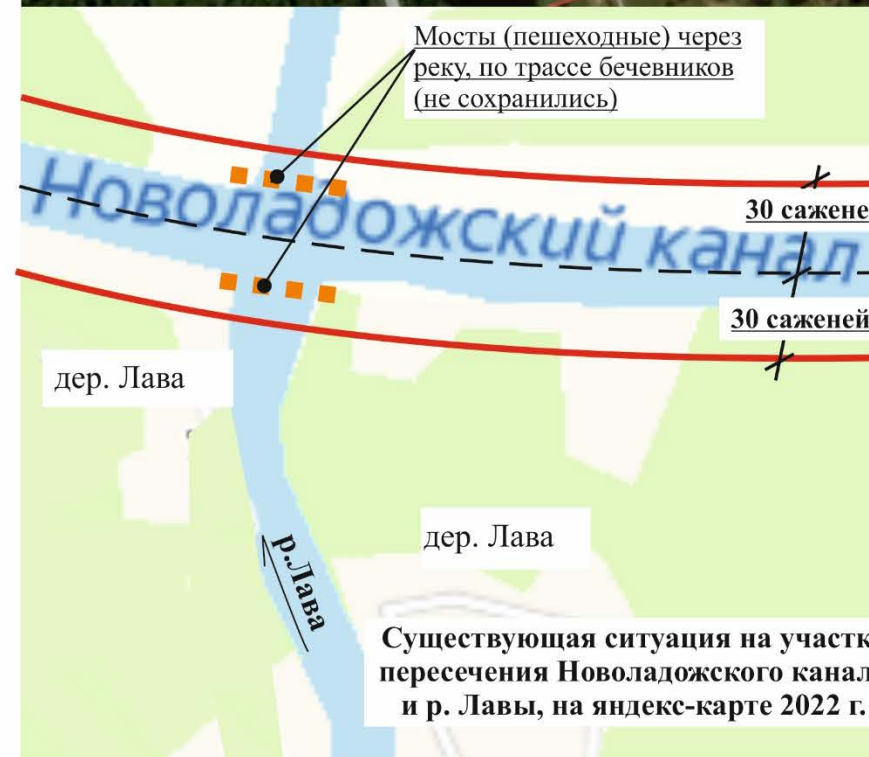 Мосты (пешеходные) через
реку, по трассе бечевников
(не сохранились)
Новоладожский канал
30 сажене
30 саженей
дер. Лава
дер. Лава
р.Лава
Существующая ситуация на участк
пересечения Новоладожского канал
и р. Лавы, на яндекс-карте 2022 г.